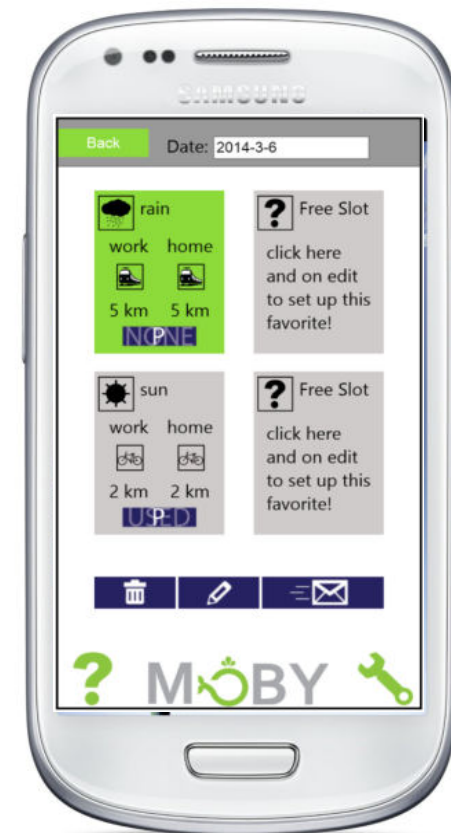 SAMSUNG
Back
Date: 2014-3-6
rain
work home
5 km 5 km
NONE
P
? Free Slot
click here
and on edit
to set up this
favorite!
sun
work home
2 km 2 km
USED
P
? Free Slot
click here
and on edit
to set up this
favorite!
? MOBY